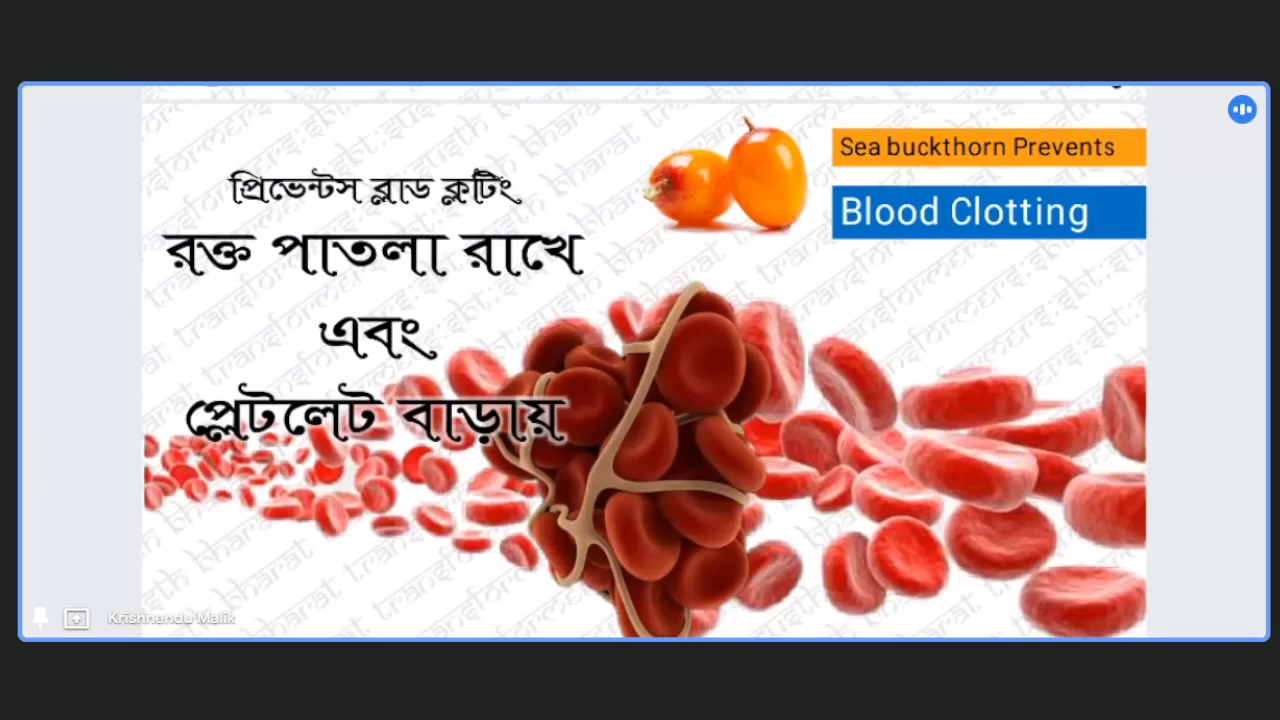 প্রিভেন্টস ব্লাড ক্লটিং
রক্ত পাতলা রাখে
এবং
প্লেটলেট বাড়ায়
Sea buckthorn Prevents
Blood Clotting
Krishnendu Malik